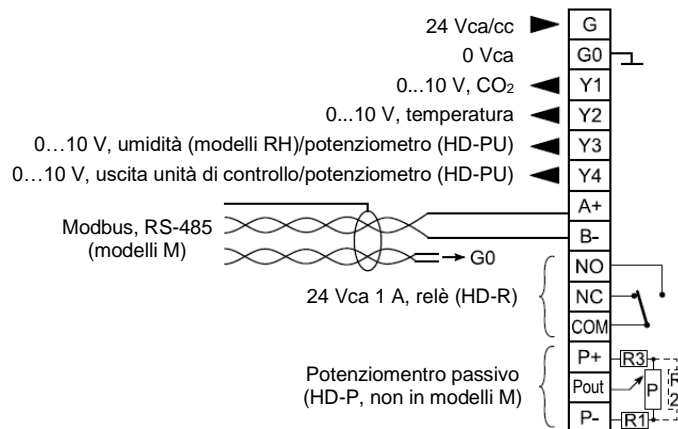 24 Vca/cc G
0 Vca G0
0...10 V, CO2 Y1
0...10 V, temperatura Y2
0…10 V, umidità (modelli RH)/potenziometro (HD-PU) Y3
0…10 V, uscita unità di controllo/potenziometro (HD-PU) Y4
A+
Modbus, RS-485
(modelli M)
B-
G0
NO
24 Vca 1 A, relè (HD-R) NC
COM
P+ R3
Potenziomentro passivo
(HD-P, non in modelli M)
Pout P R
2
P- R1